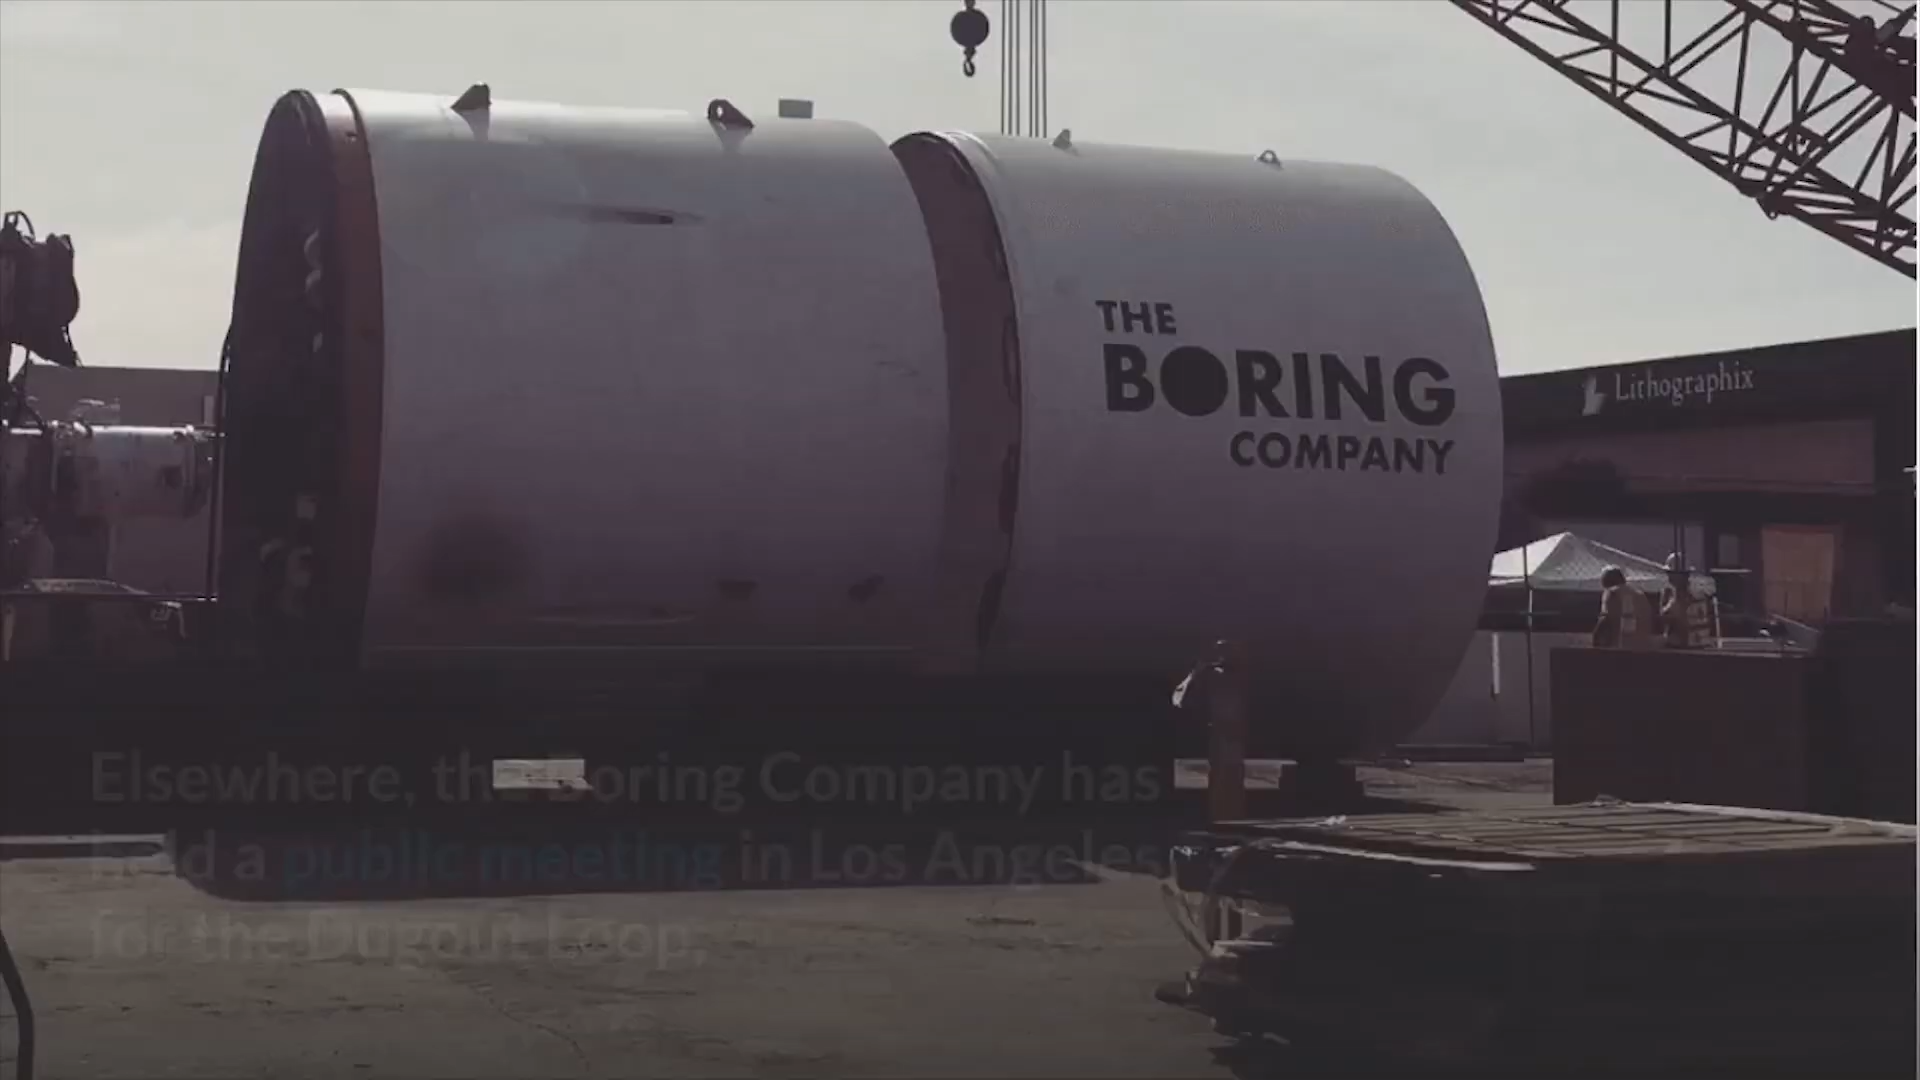 THE
BORING
COMPANY
Lithographix
Elsewhere, the Boring Company has
held a public meeting in Los Angeles
for the Dugout Loop,